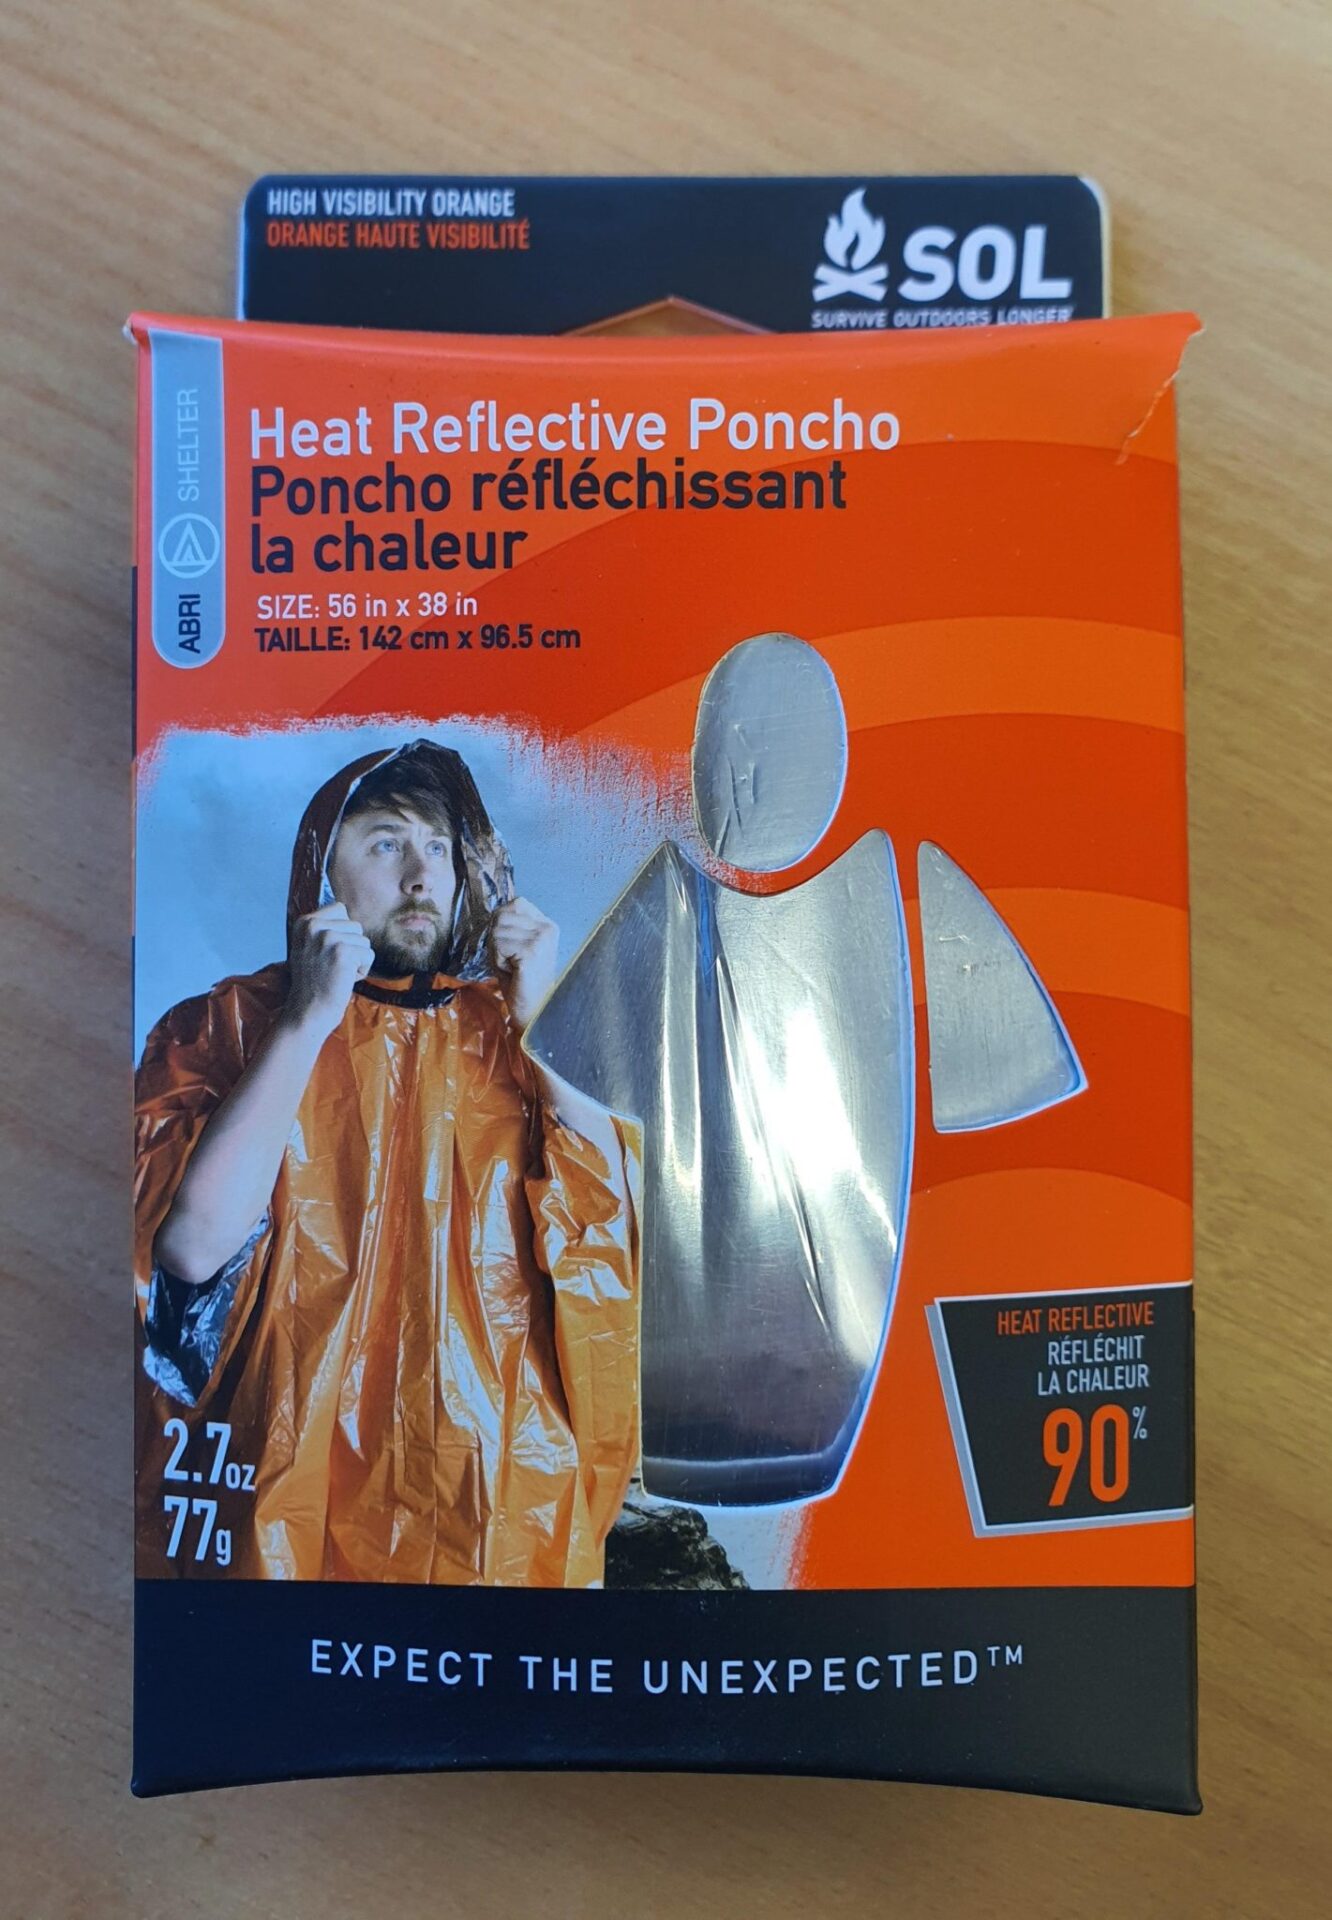 HIGH VISIBILITY ORANGE
ORANGE HAUTE VISIBILITÉ
SOL
SURVIVE OUTDOORS LONGER
ABRI SHELTER
Heat Reflective Poncho
Poncho réfléchissant
la chaleur
SIZE: 56 in x 38 in
TAILLE: 142 cm x 96.5 cm
HEAT REFLECTIVE
RÉFLÉCHIT
LA CHALEUR
90%
2.7oz
77g
EXPECT THE UNEXPECTED™